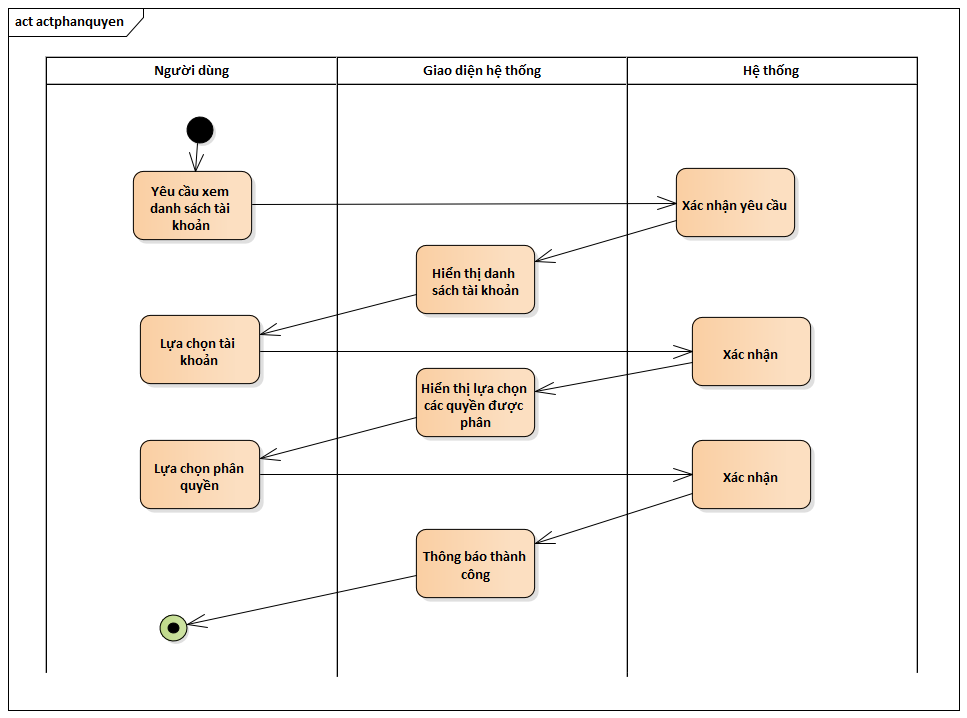 act actphanquyen
Người dùng
Giao diện hệ thống
Hệ thống
Yêu cầu xem
danh sách tài
khoản
Xác nhận yêu cầu
Hiển thị danh
sách tài khoản
Lựa chọn tài
khoản
Xác nhận
Hiển thị lựa chọn
các quyền được
phân
Lựa chọn phân
quyền
Xác nhận
Thông báo thành
công